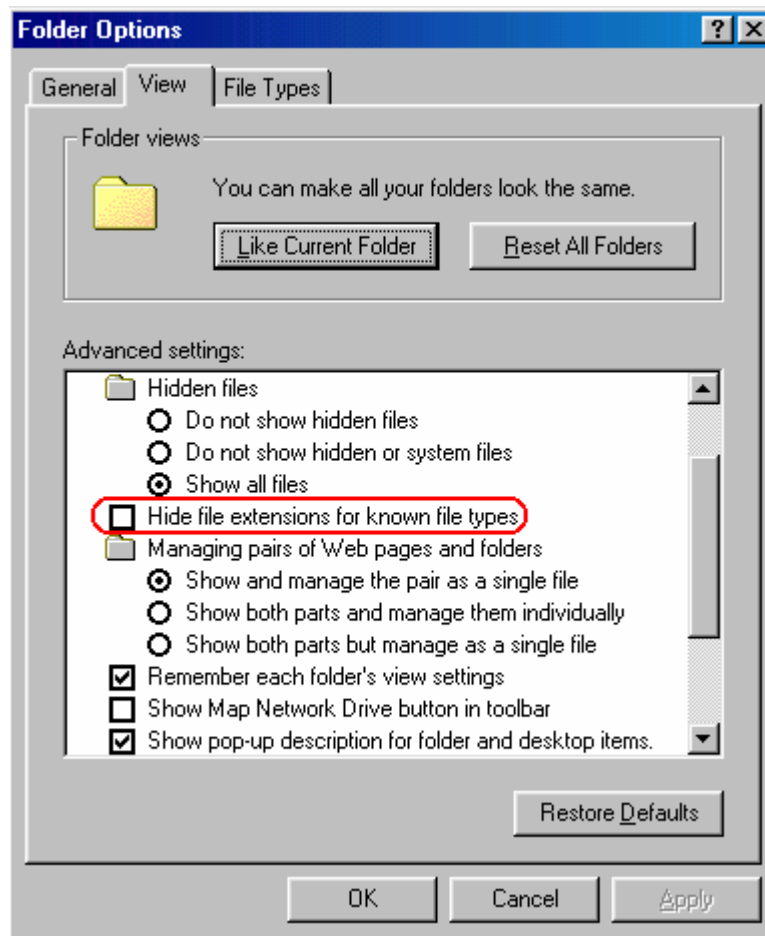 Folder Options
General View File Types
Folder views
You can make all your folders look the same.
Like Current Folder Reset All Folders
Advanced settings:
Hidden files
Do not show hidden files
Do not show hidden or system files
Show all files
Hide file extensions for known file types
Managing pairs of Web pages and folders
Show and manage the pair as a single file
Show both parts and manage them individually
Show both parts but manage as a single file
Remember each folder's view settings
Show Map Network Drive button in toolbar
Show pop-up description for folder and desktop items.
Restore Defaults
OK Cancel Apply